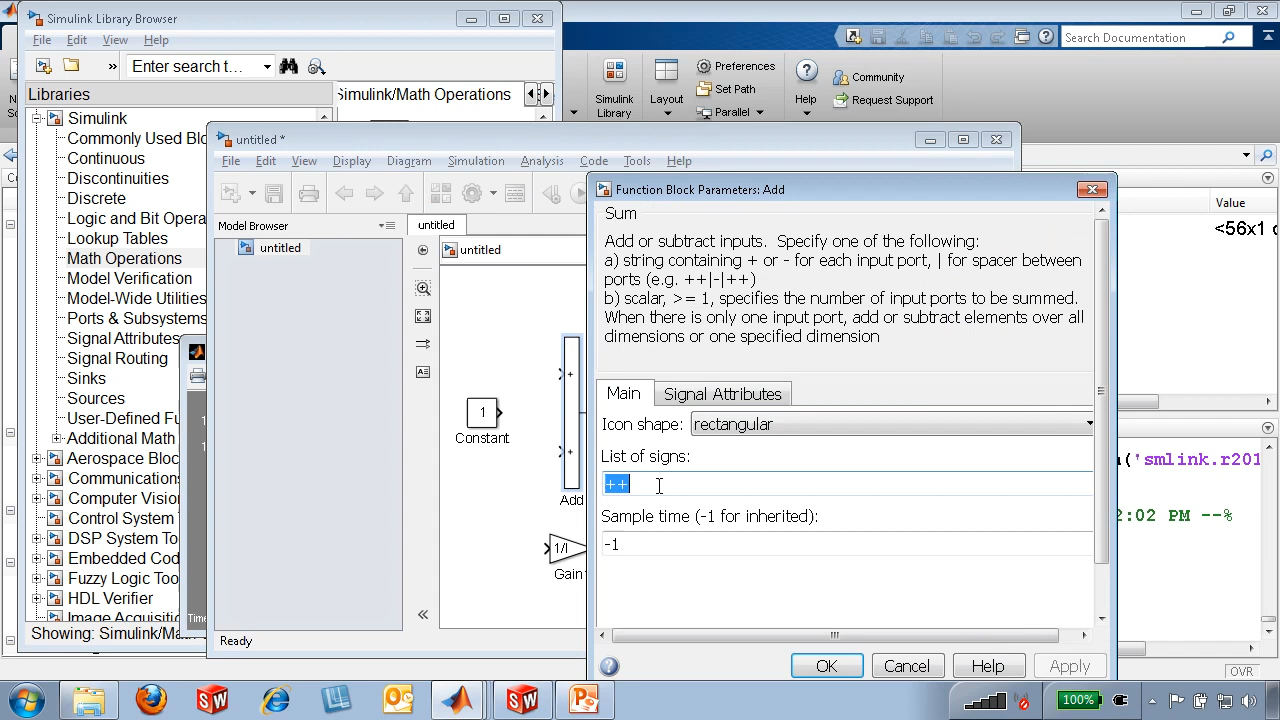 Simulink Library Browser
File Edit View Help
» Enter search t...
Libraries
Simulink/Math Operations
Simulink
Commonly Used Blo
Continuous
Discontinuities
Discrete
Logic and Bit Opera
Lookup Tables
Math Operations
Model Verification
Model-Wide Utilities
Ports & Subsystems
Signal Attributes
Signal Routing
Sinks
Sources
User-Defined Fu
Additional Math
Aerospace Bloc
Communications
Computer Vision
Control System
DSP System To
Embedded Code
Fuzzy Logic Tool
HDL Verifier
Image Acquisitio
Showing: Simulink/Math
Search Documentation
Simulink
Library
Layout
Preferences
Set Path
Parallel
Help
Community
Request Support
Value
<56x1
('smlink.r201
2:02 PM --%
OVR
Time
untitled *
File Edit View Display Diagram Simulation Analysis Code Tools Help
Model Browser
untitled
untitled
untitled
1
Constant
+
+
Add
1/I
Gain
Ready
Function Block Parameters: Add
Sum
Add or subtract inputs. Specify one of the following:
a) string containing + or - for each input port, | for spacer between
ports (e.g. ++|-|++)
b) scalar, >= 1, specifies the number of input ports to be summed.
When there is only one input port, add or subtract elements over all
dimensions or one specified dimension
Main Signal Attributes
Icon shape: rectangular
List of signs:
++
Sample time (-1 for inherited):
-1
OK Cancel Help Apply
100%